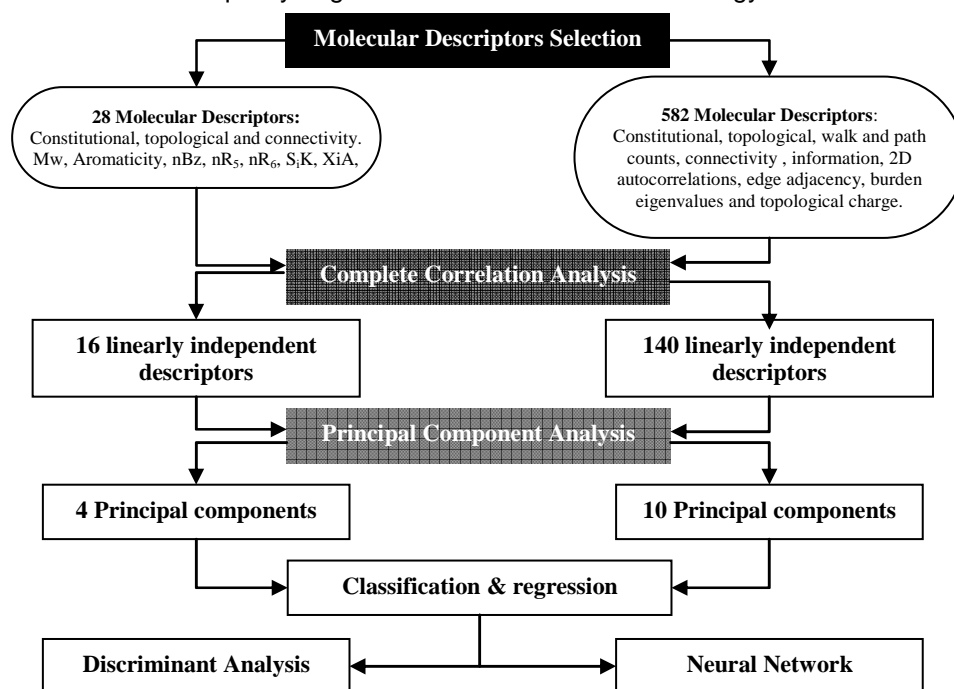 Molecular Descriptors Selection
28 Molecular Descriptors:
Constitutional, topological and connectivity.
Mw, Aromaticity, nBz, nR5, nR6, SiK, XiA,
582 Molecular Descriptors:
Constitutional, topological, walk and path
counts, connectivity , information, 2D
autocorrelations, edge adjacency, burden
eigenvalues and topological charge.
Complete Correlation Analysis
16 linearly independent
descriptors
140 linearly independent
descriptors
Principal Component Analysis
4 Principal components
10 Principal components
Classification & regression
Discriminant Analysis
Neural Network